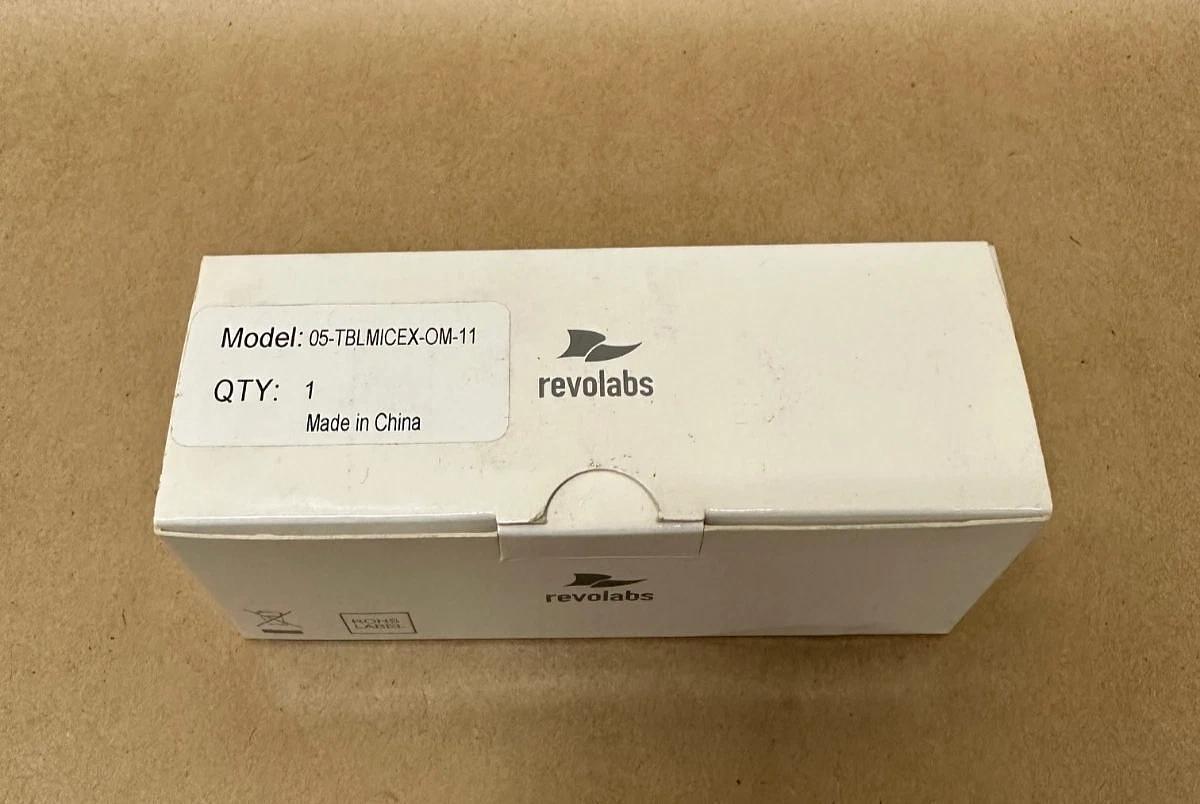 Model: 05-TBLMICEX-OM-11
QTY: 1
Made in China
revolabs
revolabs
ROHS
LABEL